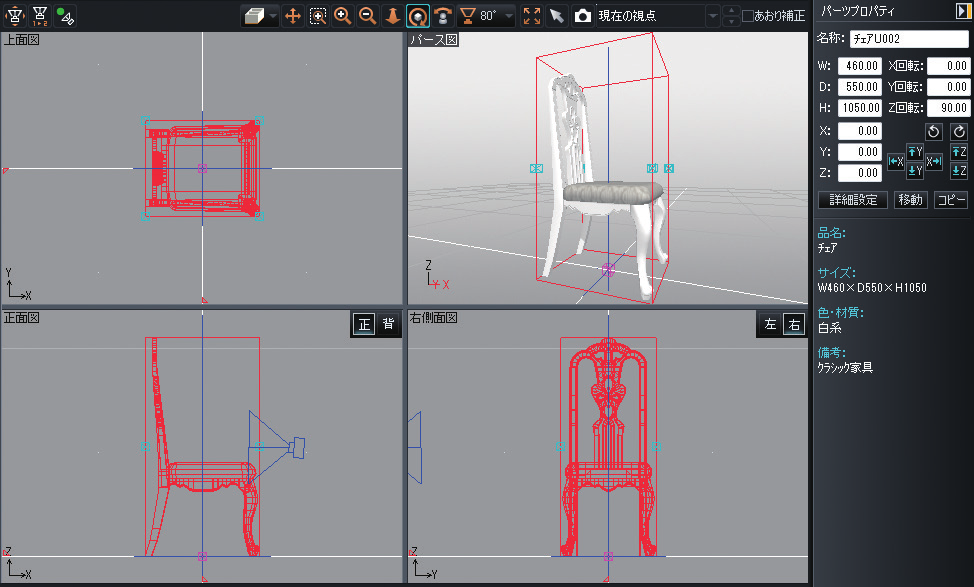 80°
現在の視点
あおり補正
パーツプロパティ
名称: ﾁｪｱU002
W: 460.00 X回転: 0.00
D: 550.00 Y回転: 0.00
H: 1050.00 Z回転: 90.00
X: 0.00
Y: 0.00
Z: 0.00
X Y X Z
Y Z
詳細設定 移動 コピー
品名:
ﾁｪｱ
サイズ:
W460×D550×H1050
色・材質:
白系
備考:
ｸﾗｼｯｸ家具
上面図
Y
X
パース図
Z
Y X
正面図
正 背
Z
X
右側面図
左 右
Z
Y